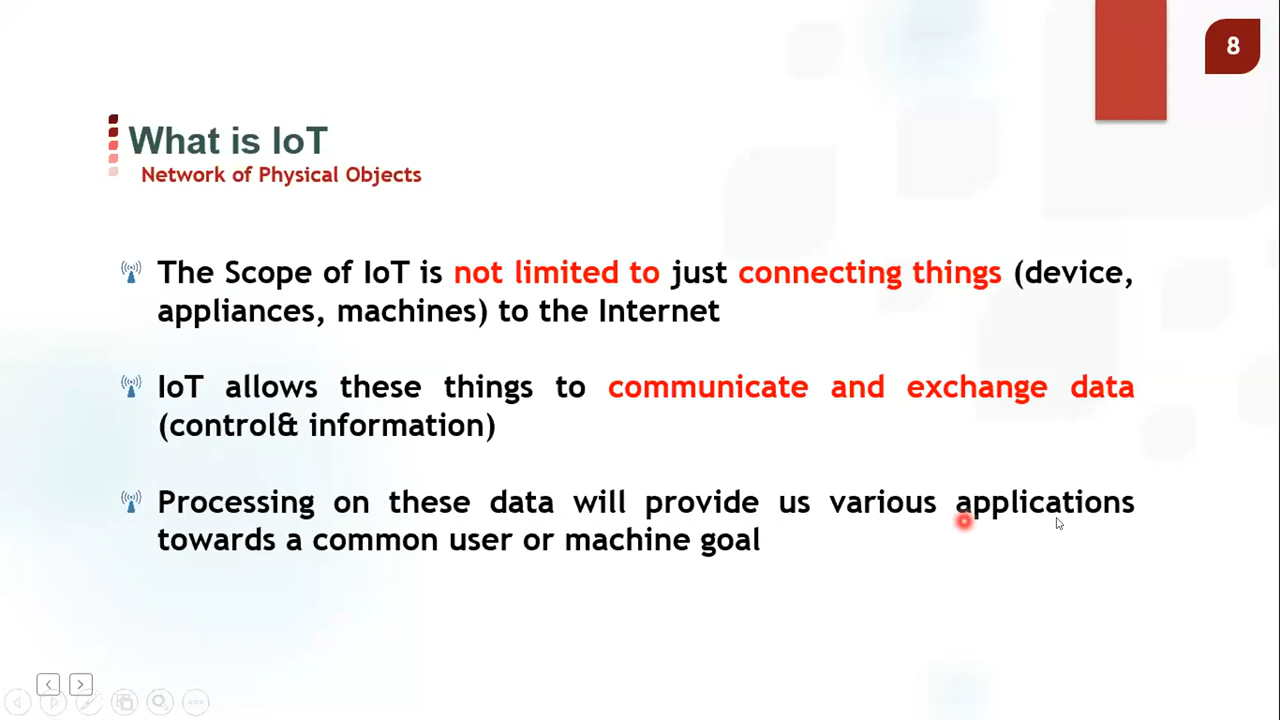 8
What is IoT
Network of Physical Objects
The Scope of IoT is not limited to just connecting things (device,
appliances, machines) to the Internet
IoT allows these things to communicate and exchange data
(control& information)
Processing on these data will provide us various applications
towards a common user or machine goal